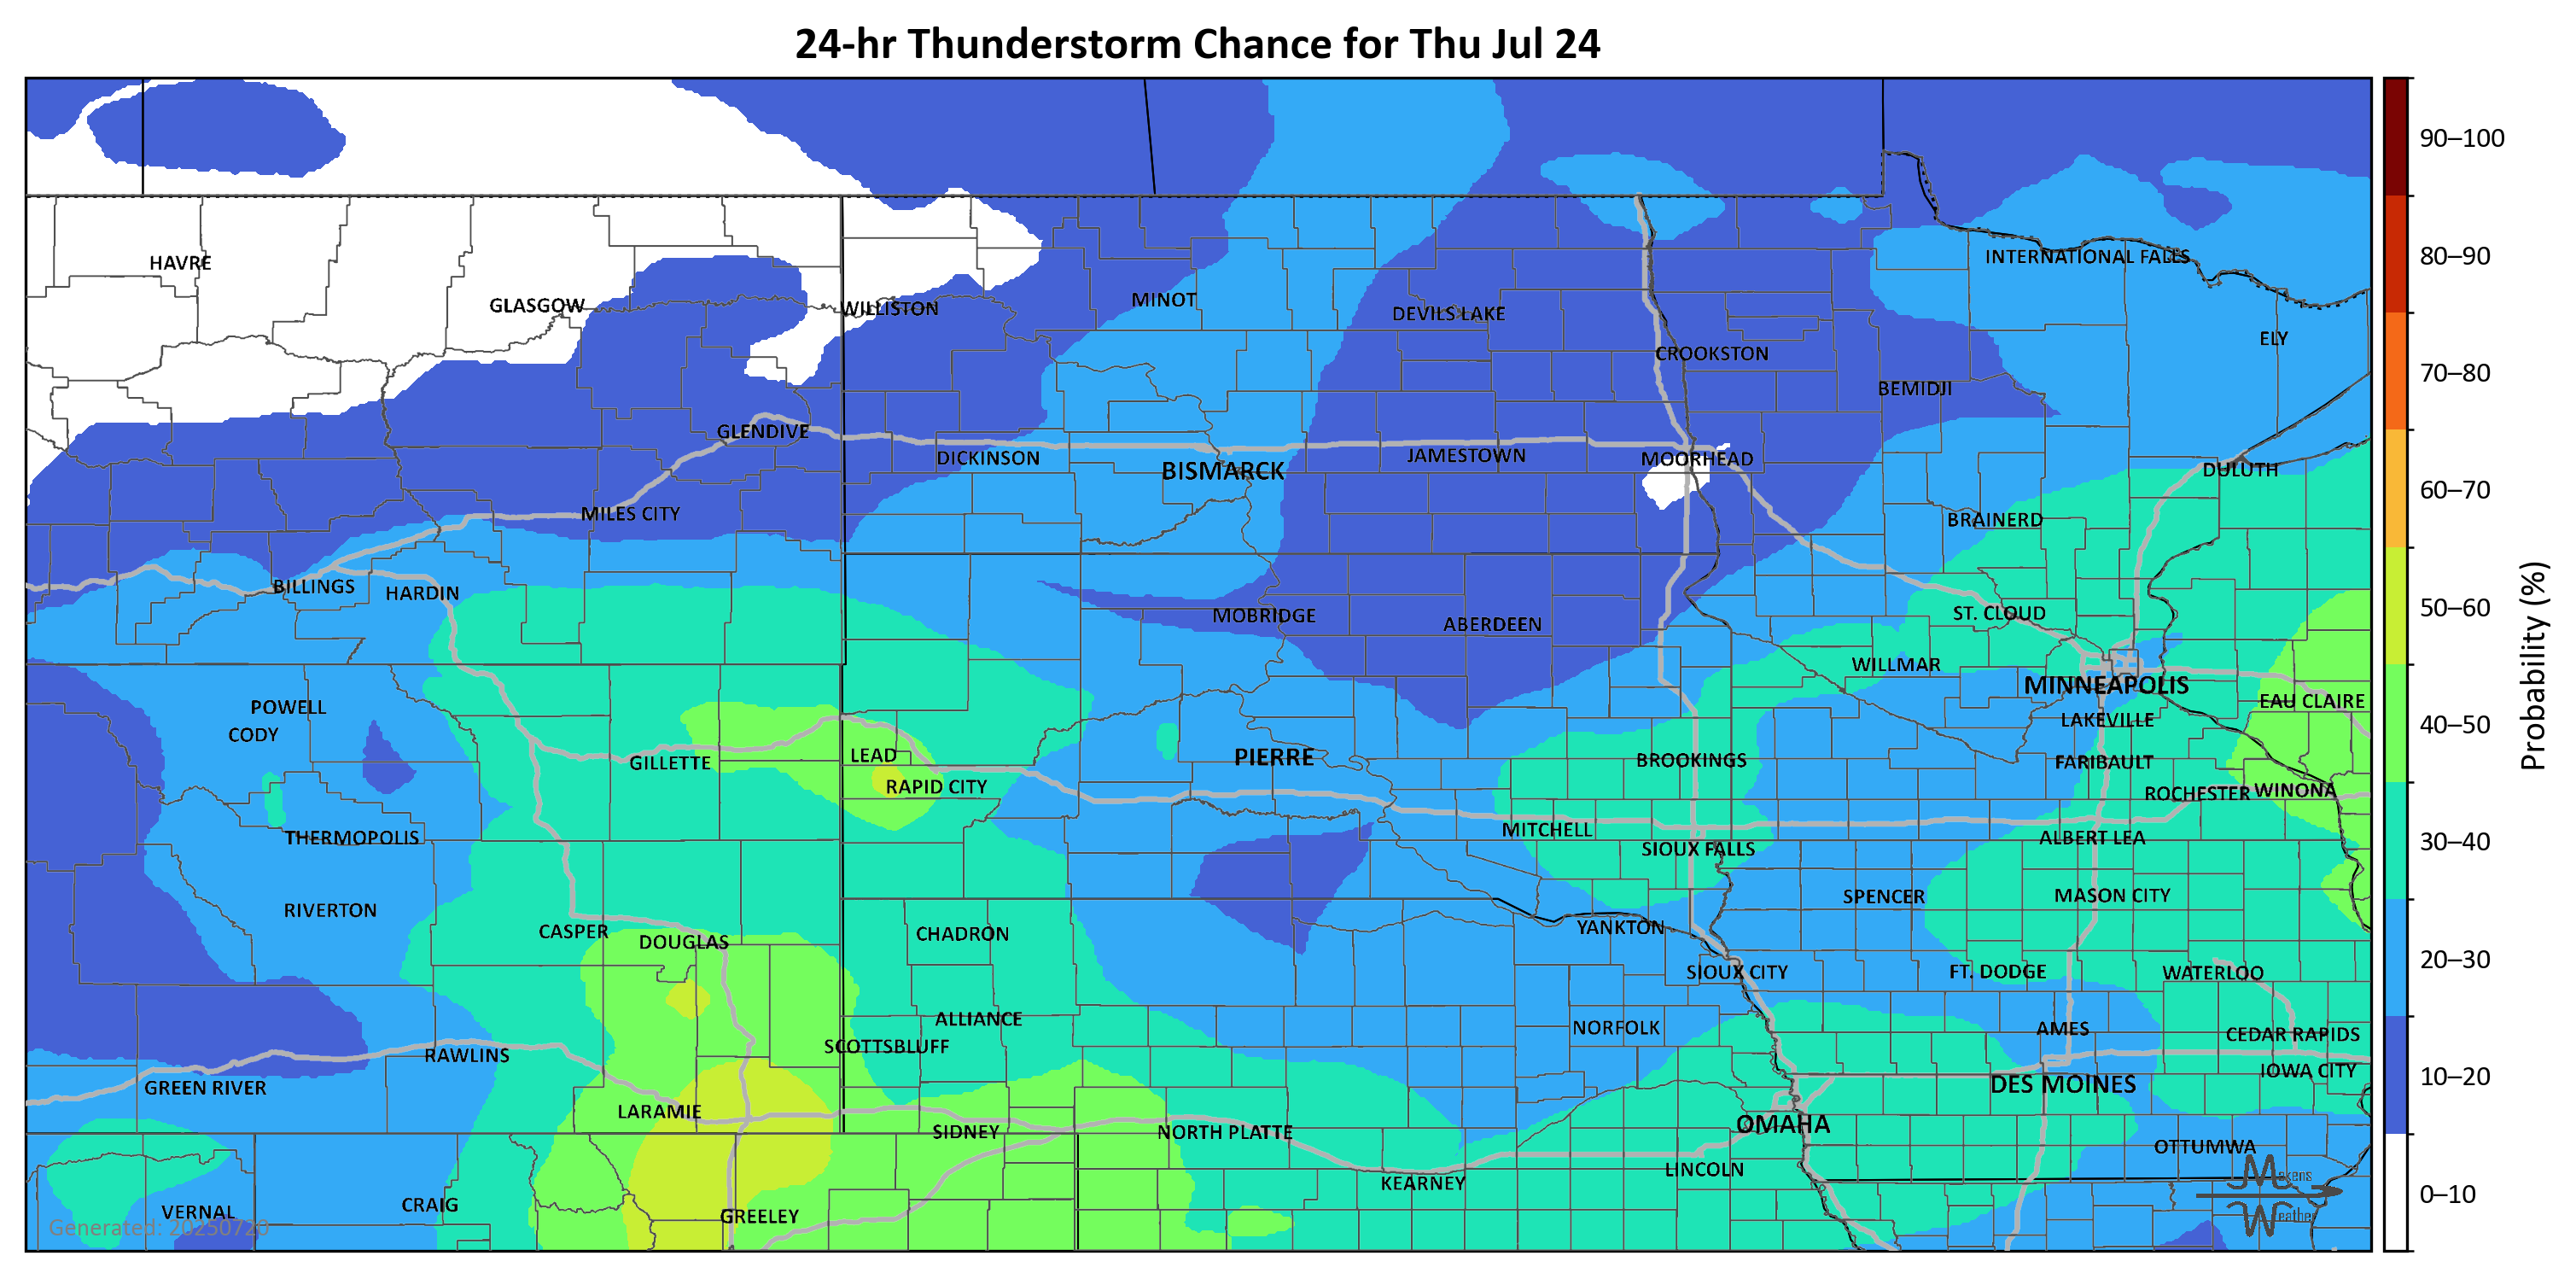 24-hr Thunderstorm Chance for Thu Jul 24
90–100
80–90
70–80
60–70
50–60
40–50
30–40
20–30
10–20
0–10
Probability (%)
HAVRE
INTERNATIONAL FALLS
GLASGOW
WILLISTON
MINOT
DEVILS LAKE
ELY
CROOKSTON
BEMIDJI
GLENDIVE
DICKINSON
BISMARCK
JAMESTOWN
MOORHEAD
DULUTH
MILES CITY
BRAINERD
BILLINGS
HARDIN
MOBRIDGE
ABERDEEN
ST. CLOUD
WILLMAR
MINNEAPOLIS
POWELL
EAU CLAIRE
CODY
LAKEVILLE
GILLETTE
LEAD
PIERRE
BROOKINGS
FARIBAULT
RAPID CITY
ROCHESTER
WINONA
THERMOPOLIS
MITCHELL
SIOUX FALLS
ALBERT LEA
RIVERTON
SPENCER
MASON CITY
CASPER
DOUGLAS
CHADRON
YANKTON
SIOUX CITY
FT. DODGE
WATERLOO
ALLIANCE
NORFOLK
AMES
CEDAR RAPIDS
RAWLINS
SCOTTSBLUFF
IOWA CITY
GREEN RIVER
DES MOINES
LARAMIE
SIDNEY
NORTH PLATTE
OMAHA
OTTUMWA
LINCOLN
KEARNEY
VERNAL
CRAIG
GREELEY
Generated: 20250720
Makens
Weather